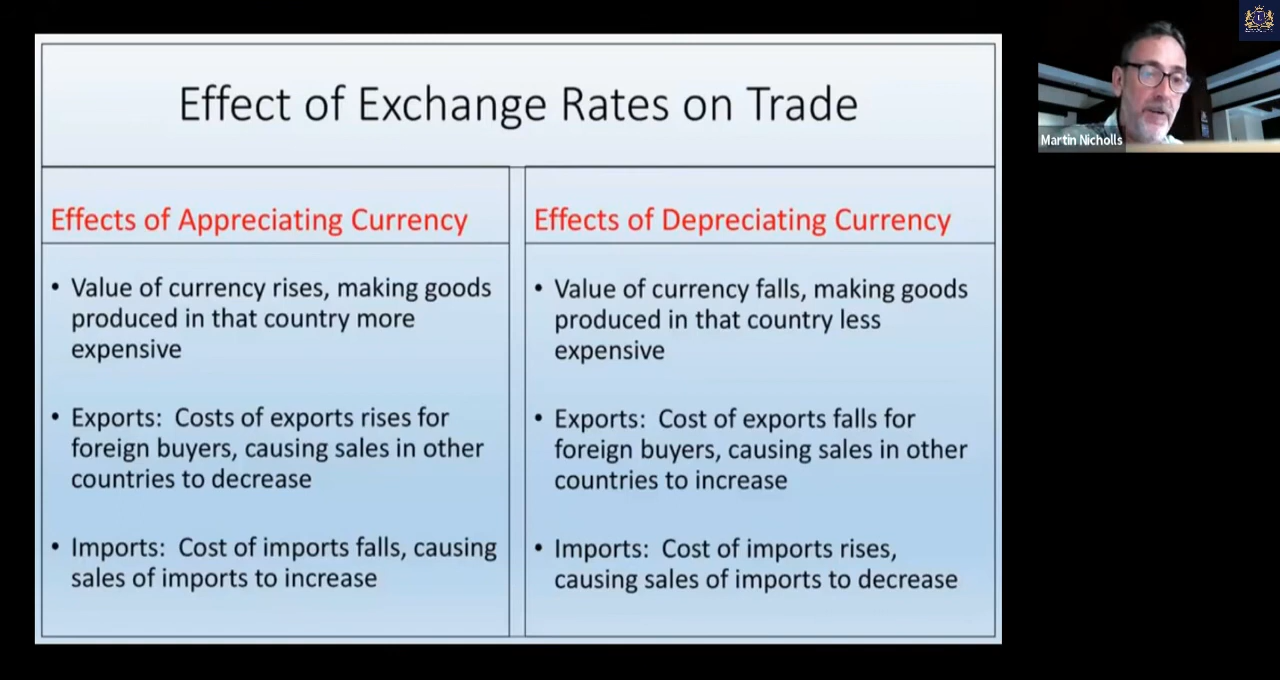 Effect of Exchange Rates on Trade
Effects of Appreciating Currency
• Value of currency rises, making goods
produced in that country more
expensive
• Exports:  Costs of exports rises for
foreign buyers, causing sales in other
countries to decrease
• Imports:  Cost of imports falls, causing
sales of imports to increase
Effects of Depreciating Currency
• Value of currency falls, making goods
produced in that country less
expensive
• Exports:  Cost of exports falls for
foreign buyers, causing sales in other
countries to increase
• Imports:  Cost of imports rises,
causing sales of imports to decrease
Martin Nicholls